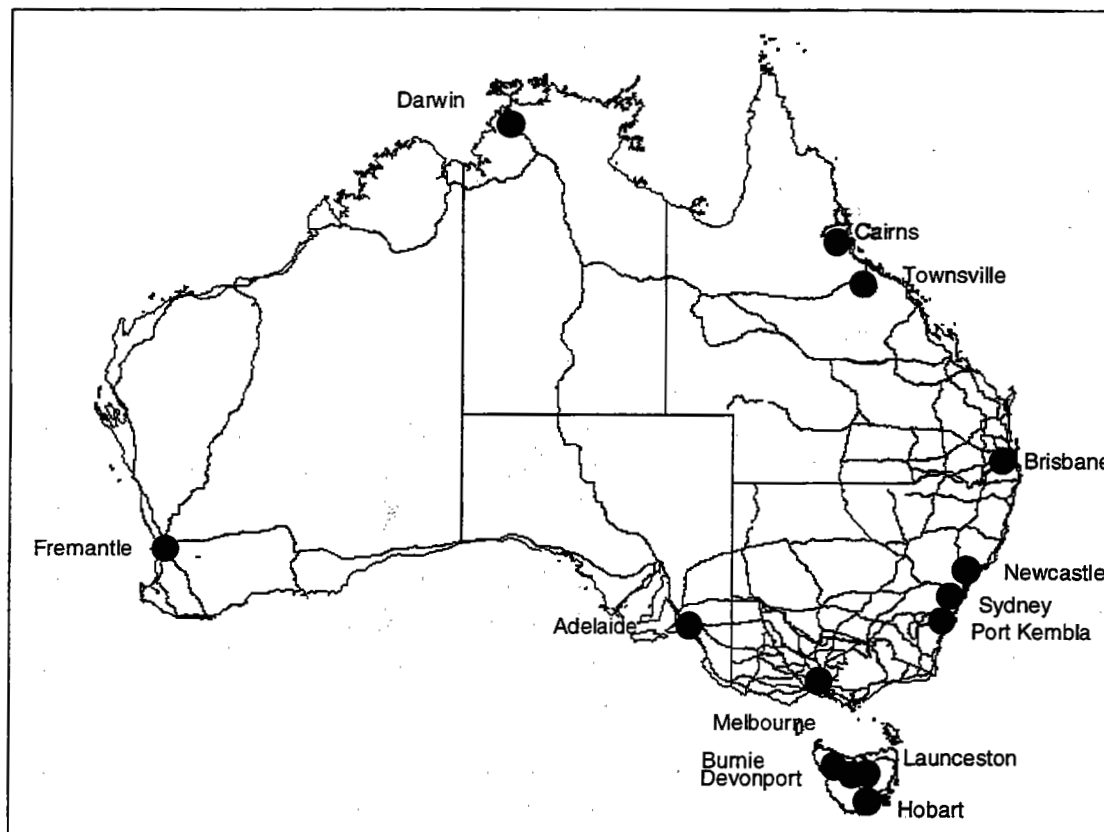 Darwin
Cairns
Townsville
Brisbane
Fremantle
Newcastle
Sydney
Adelaide
Port Kembla
Melbourne
Burnie
Launceston
Devonport
Hobart